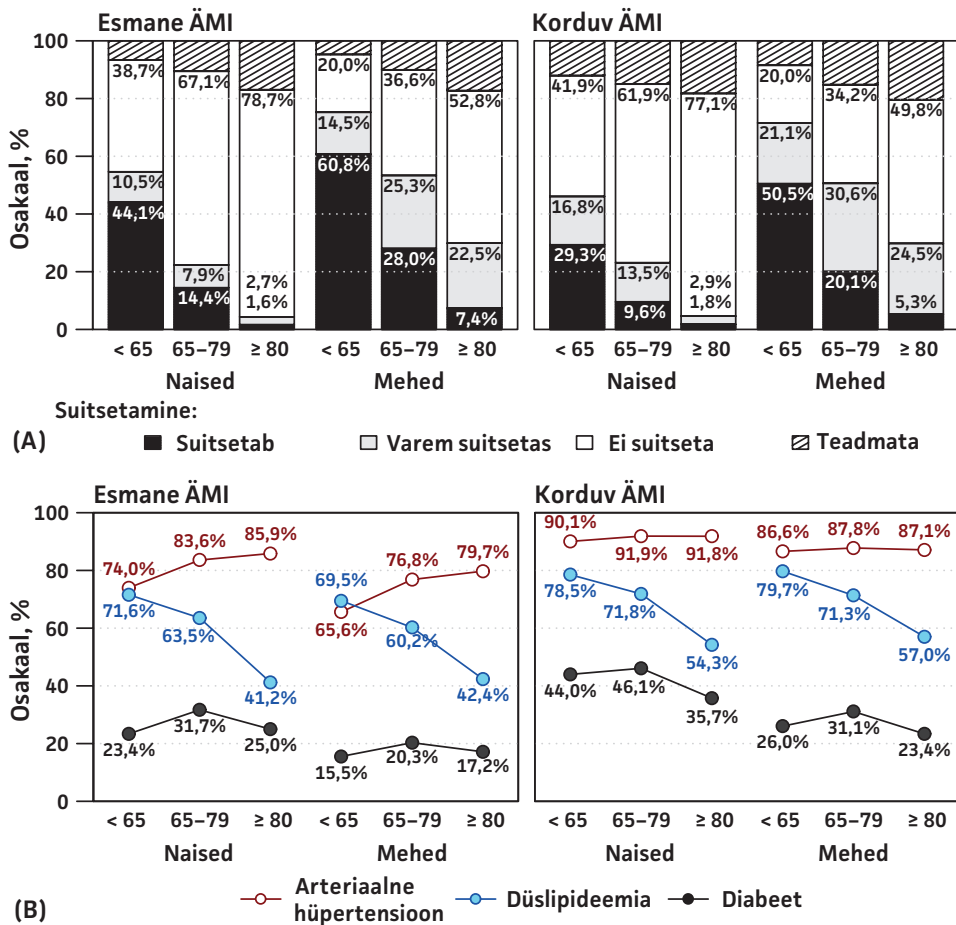 Esmane ÄMI
Korduv ÄMI
Osakaal, %
100
80
60
40
20
0
38,7%
10,5%
44,1%
67,1%
7,9%
14,4%
78,7%
2,7%
1,6%
20,0%
14,5%
60,8%
36,6%
25,3%
28,0%
52,8%
22,5%
7,4%
41,9%
16,8%
29,3%
61,9%
13,5%
9,6%
77,1%
2,9%
1,8%
20,0%
21,1%
50,5%
34,2%
30,6%
20,1%
49,8%
24,5%
5,3%
< 65 65–79 ≥ 80 < 65 65–79 ≥ 80 < 65 65–79 ≥ 80 < 65 65–79 ≥ 80
Naised Mehed Naised Mehed
Suitsetamine:
(A) Suitsetab Varem suitsetas Ei suitseta Teadmata
Esmane ÄMI
Korduv ÄMI
Osakaal, %
100
80
60
40
20
0
74,0% 83,6% 85,9%
71,6% 63,5% 41,2%
23,4% 31,7% 25,0%
65,6% 76,8% 79,7%
69,5% 60,2% 42,4%
15,5% 20,3% 17,2%
90,1% 91,9% 91,8%
78,5% 71,8% 54,3%
44,0% 46,1% 35,7%
86,6% 87,8% 87,1%
79,7% 71,3% 57,0%
26,0% 31,1% 23,4%
< 65 65–79 ≥ 80 < 65 65–79 ≥ 80 < 65 65–79 ≥ 80 < 65 65–79 ≥ 80
Naised Mehed Naised Mehed
(B) Arteriaalne
hüpertensioon
Düslipideemia
Diabeet